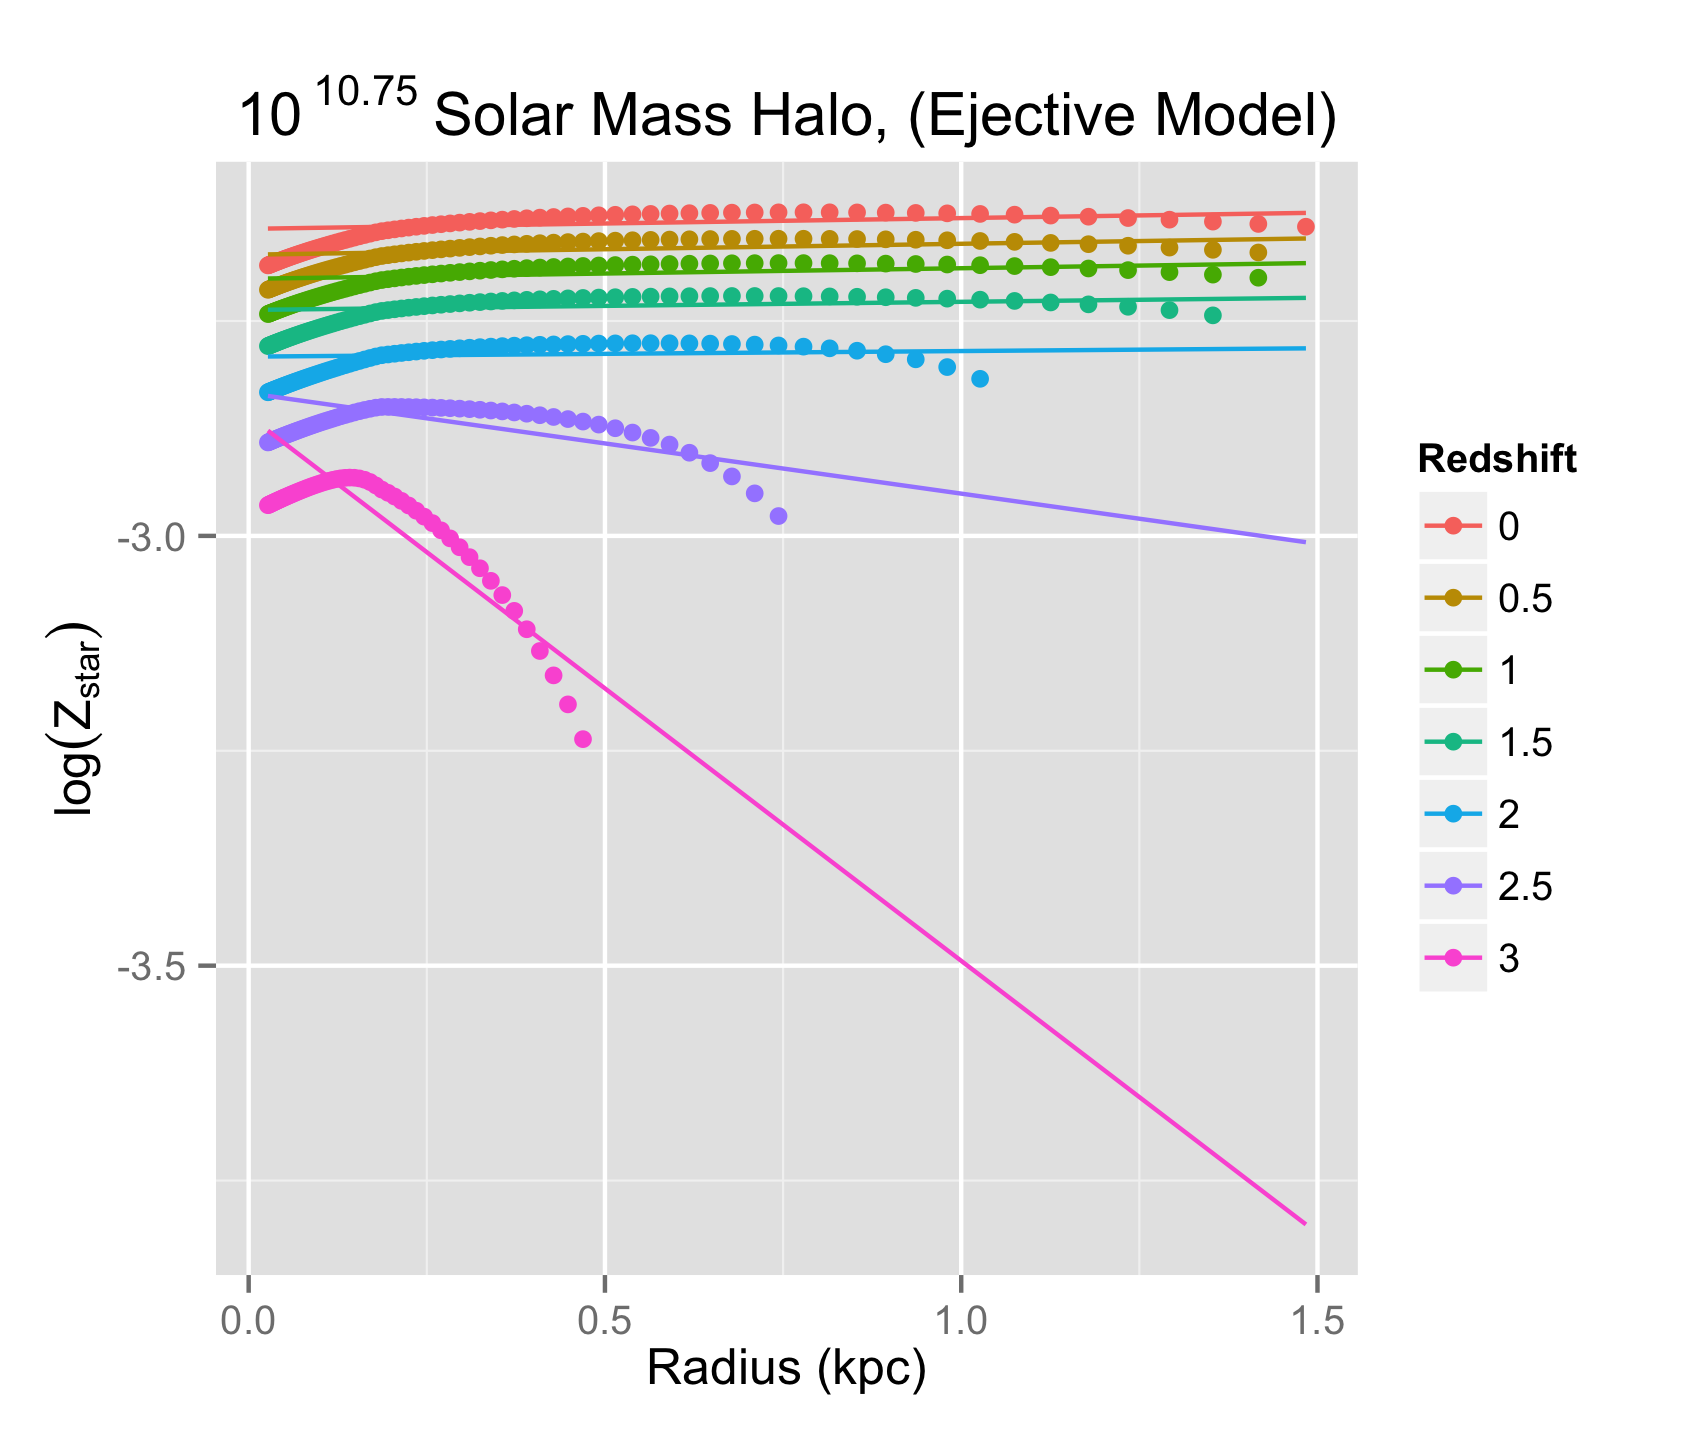 10 10.75 Solar Mass Halo, (Ejective Model)
-3.0
-3.5
log(Zstar)
0.0 0.5 1.0 1.5
Radius (kpc)
Redshift
0
0.5
1
1.5
2
2.5
3